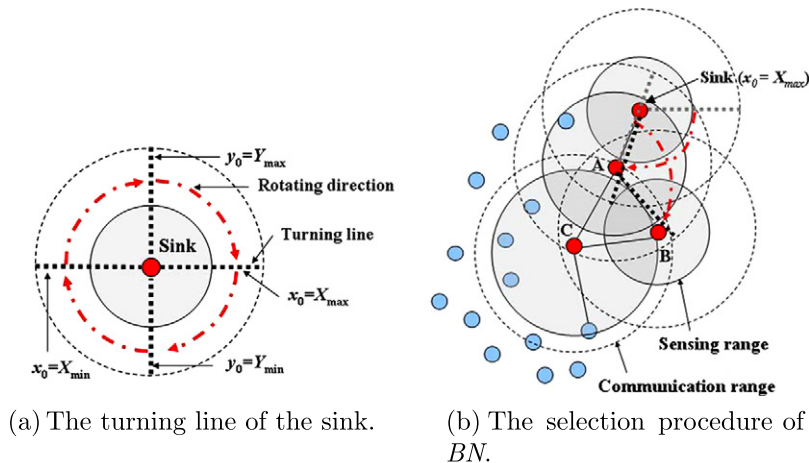 y₀=Yₘₐₓ
Rotating direction
Sink
Turning line
x₀=Xₘₐₓ
x₀=Xₘᵢₙ
y₀=Yₘᵢₙ
(a) The turning line of the sink.
Sink (x₀ = Xₘₐₓ)
A
C
B
Sensing range
Communication range
(b) The selection procedure of
BN.